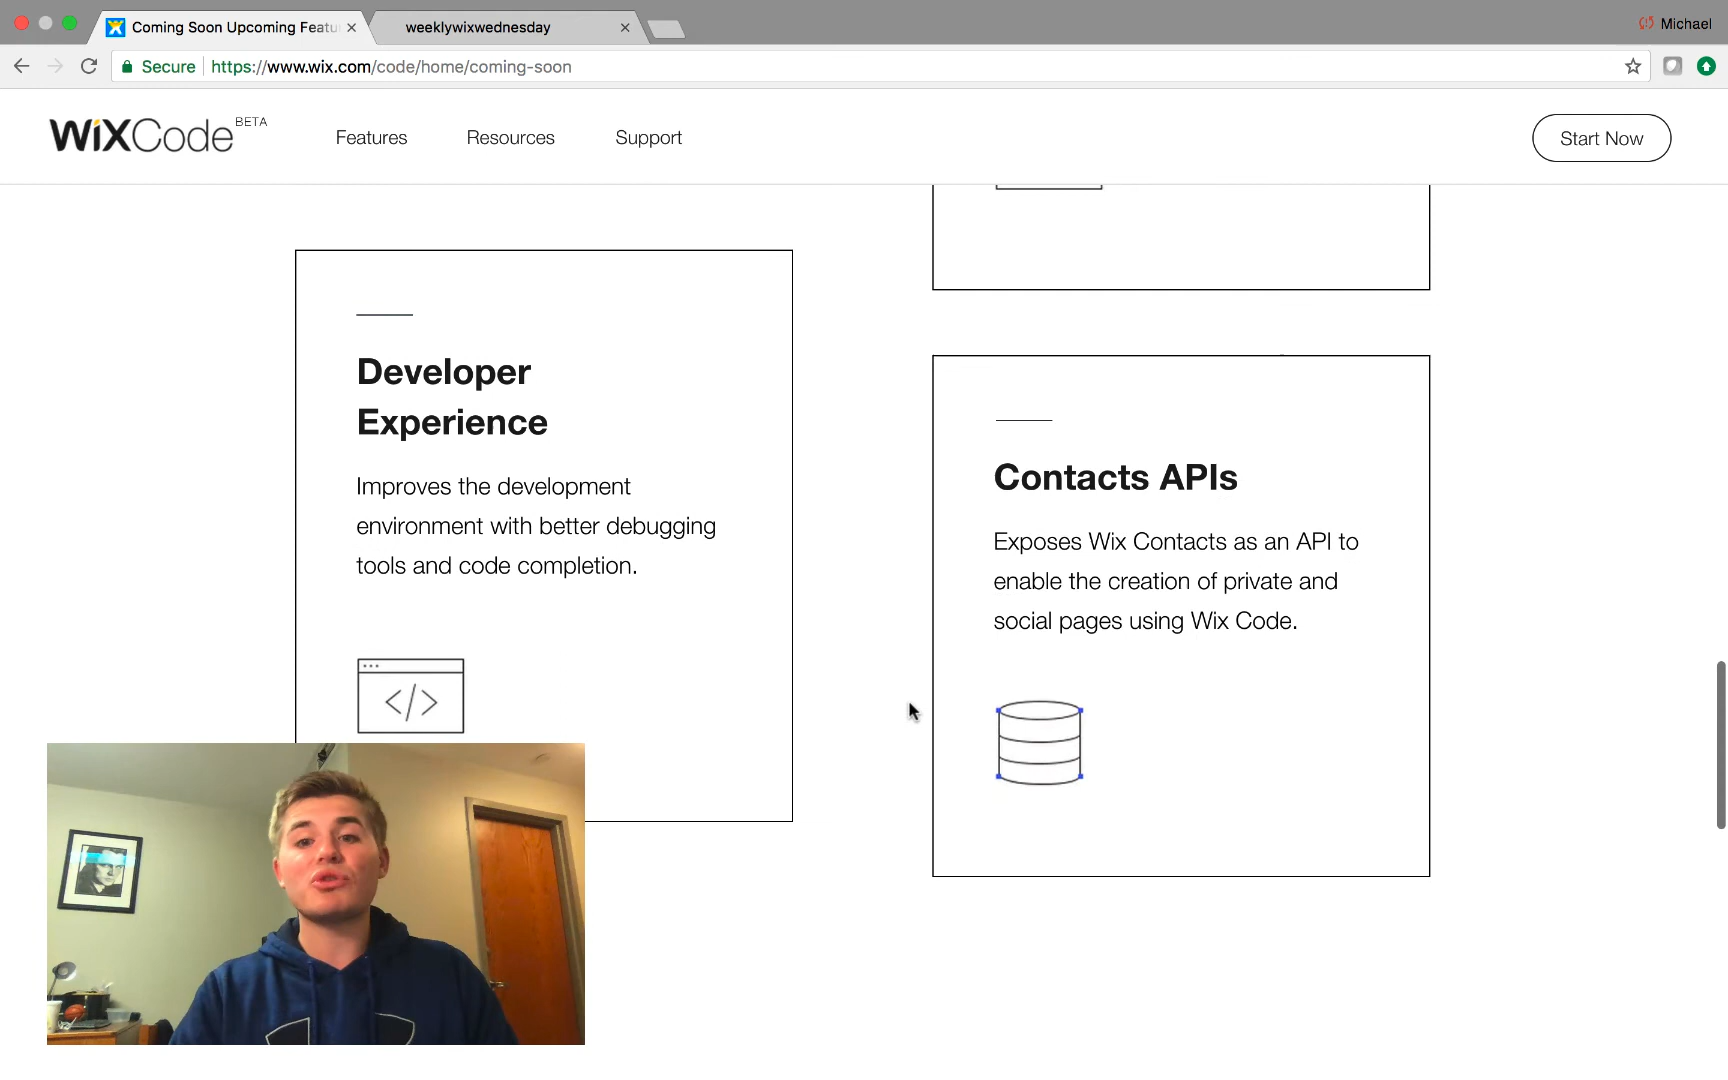 Coming Soon Upcoming Featu
weeklywixwednesday
Michael
Secure
https://www.wix.com/code/home/coming-soon
WiXCode BETA
Features
Resources
Support
Start Now
Developer
Experience
Improves the development
environment with better debugging
tools and code completion.
</>
Contacts APIs
Exposes Wix Contacts as an API to
enable the creation of private and
social pages using Wix Code.